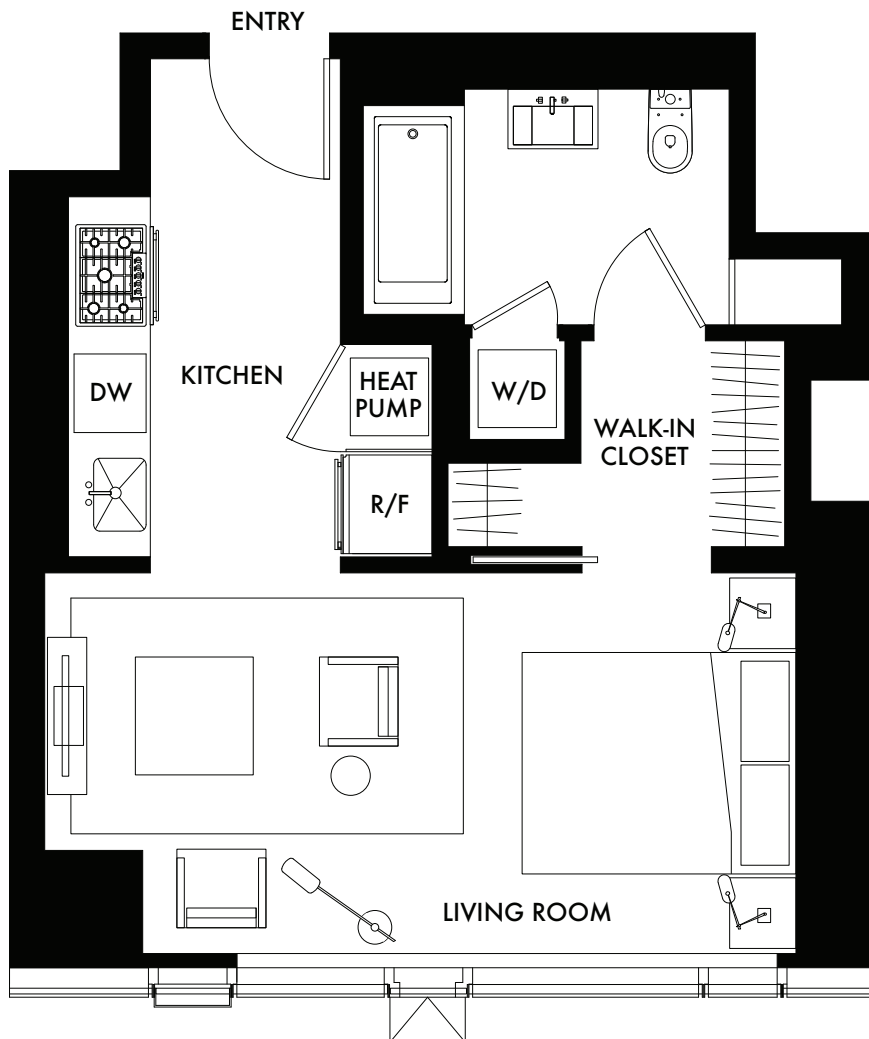 ENTRY
KITCHEN
HEAT
PUMP
DW
W/D
WALK-IN
CLOSET
R/F
LIVING ROOM